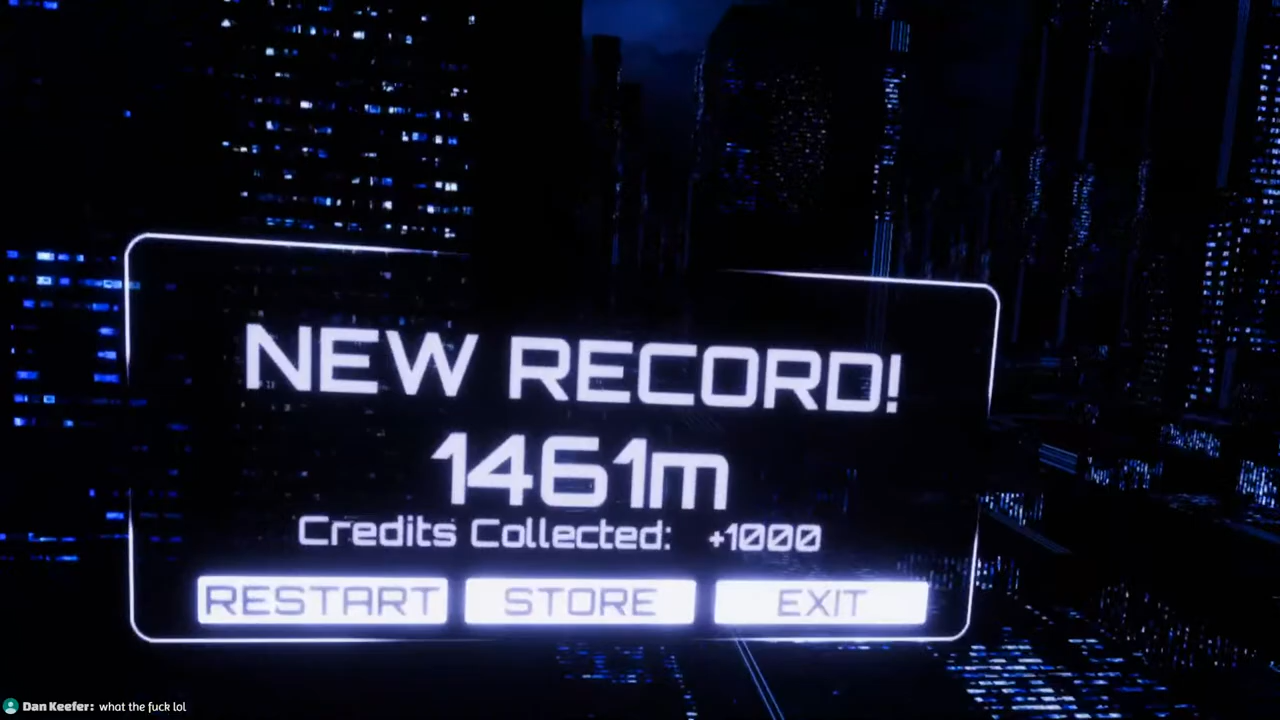 NEW RECORD!
1461m
Credits Collected: +1000
RESTART STORE EXIT
Dan Keefer: what the fuck lol